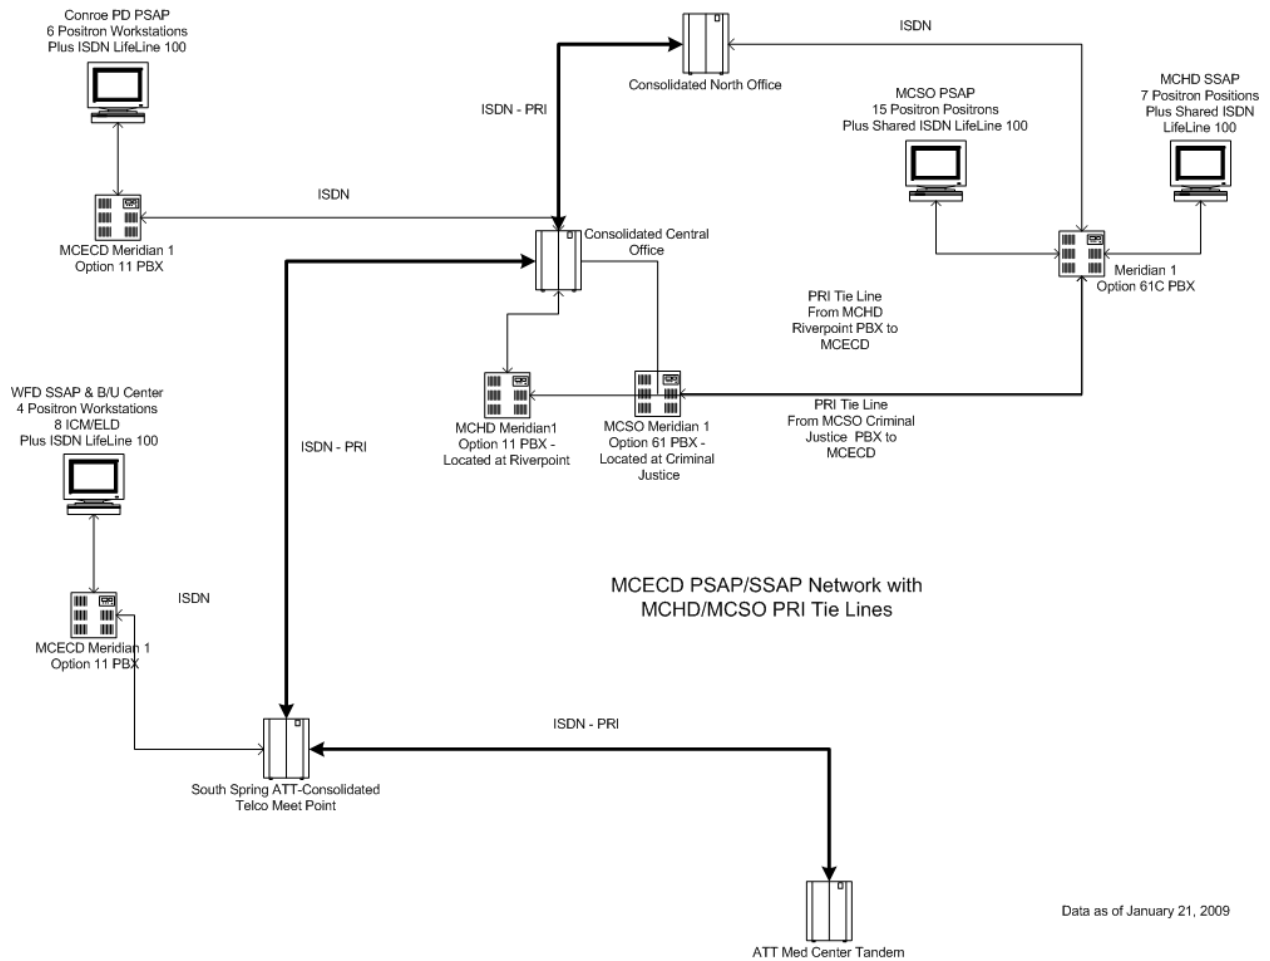 Conroe PD PSAP
6 Positron Workstations
Plus ISDN LifeLine 100
ISDN
Consolidated North Office
ISDN - PRI
MCSO PSAP
15 Positron Positrons
Plus Shared ISDN LifeLine 100
MCHD SSAP
7 Positron Positions
Plus Shared ISDN
LifeLine 100
ISDN
MCECD Meridian 1
Option 11 PBX
Consolidated Central
Office
Meridian 1
Option 61C PBX
PRI Tie Line
From MCHD
Riverpoint PBX to
MCECD
WFD SSAP & B/U Center
4 Positron Workstations
8 ICM/ELD
Plus ISDN LifeLine 100
ISDN - PRI
MCHD Meridian1
Option 11 PBX -
Located at Riverpoint
MCSO Meridian 1
Option 61 PBX -
Located at Criminal
Justice
PRI Tie Line
From MCSO Criminal
Justice PBX to
MCECD
MCECD PSAP/SSAP Network with
MCHD/MCSO PRI Tie Lines
ISDN
MCECD Meridian 1
Option 11 PBX
ISDN - PRI
South Spring ATT-Consolidated
Telco Meet Point
Data as of January 21, 2009
ATT Med Center Tandem